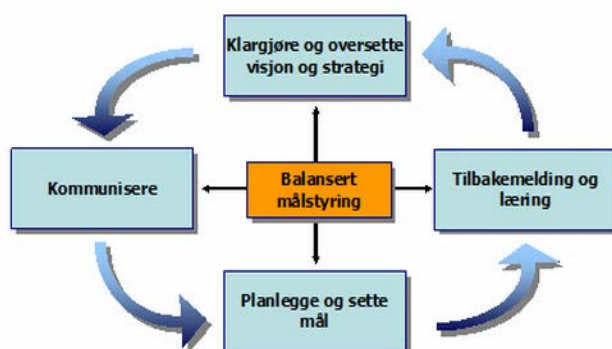 Klargjøre og oversette
visjon og strategi
Kommunisere
Balansert
målstyring
Tilbakemelding og
læring
Planlegge og sette
mål